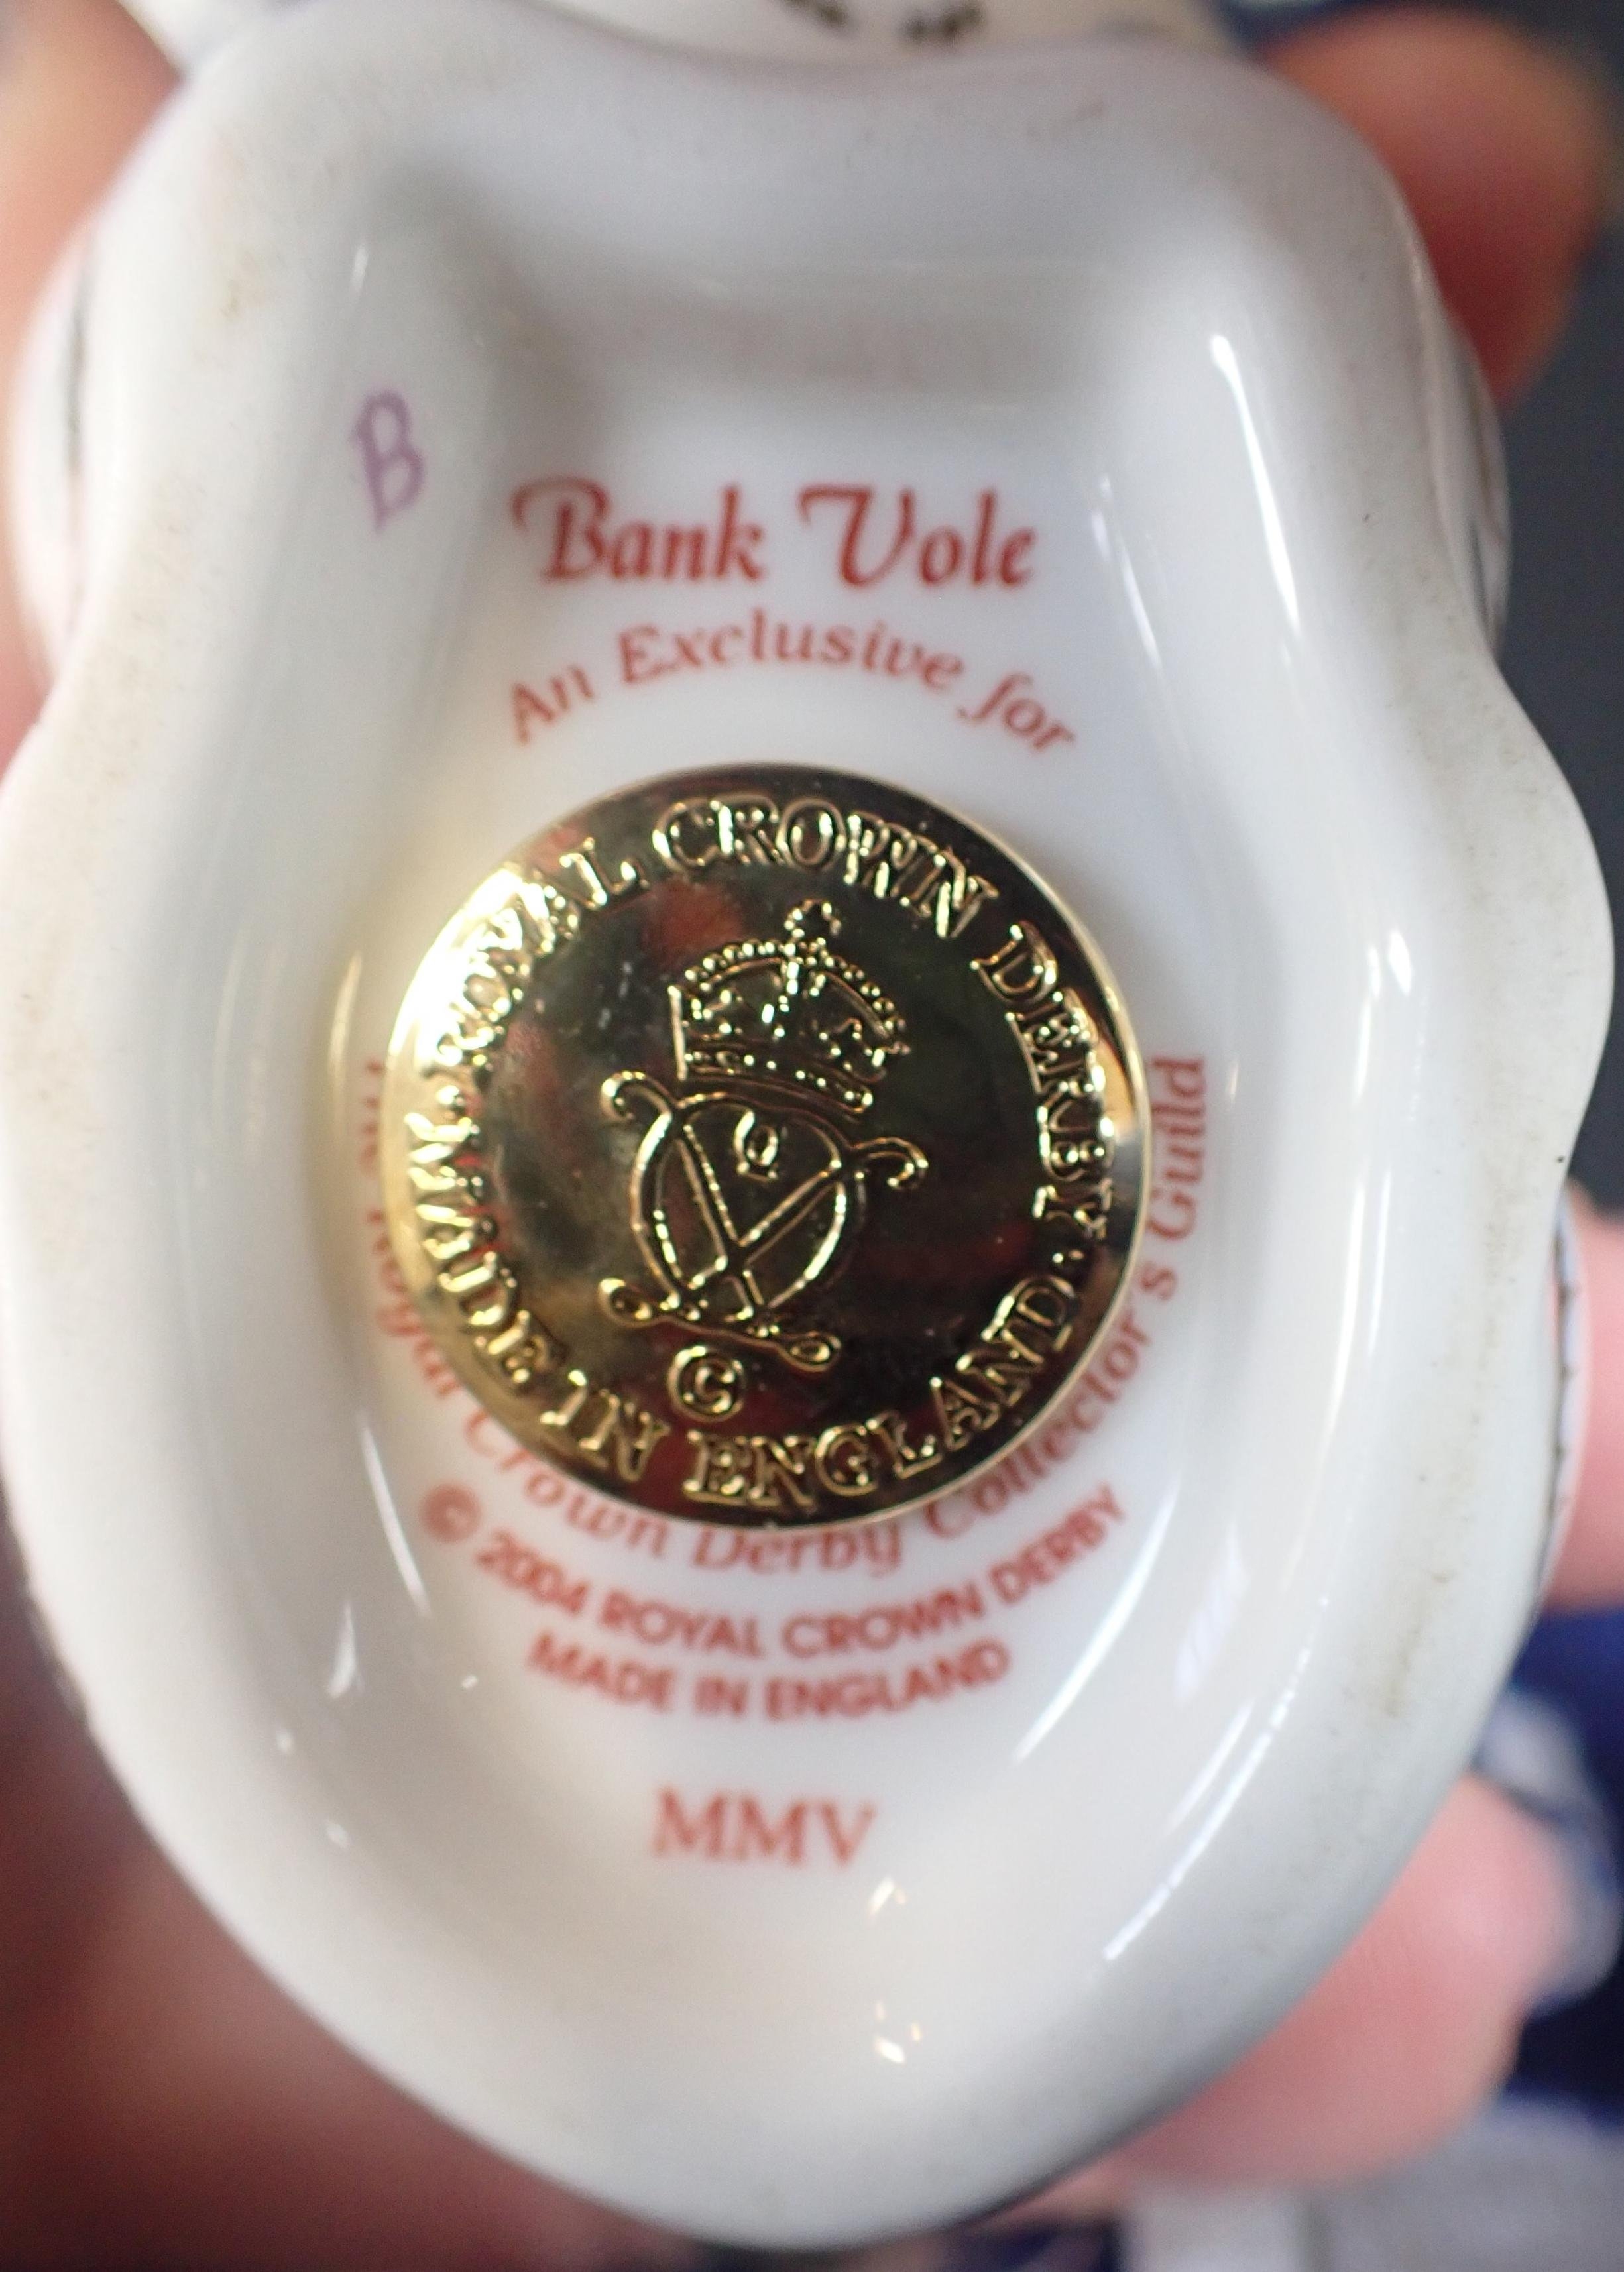 B
Bank Vole
An Exclusive for
ROYAL CROWN DERBY
©
MADE IN ENGLAND
The Royal Crown Derby Collector's Guild
© 2004 ROYAL CROWN DERBY
MADE IN ENGLAND
MMV